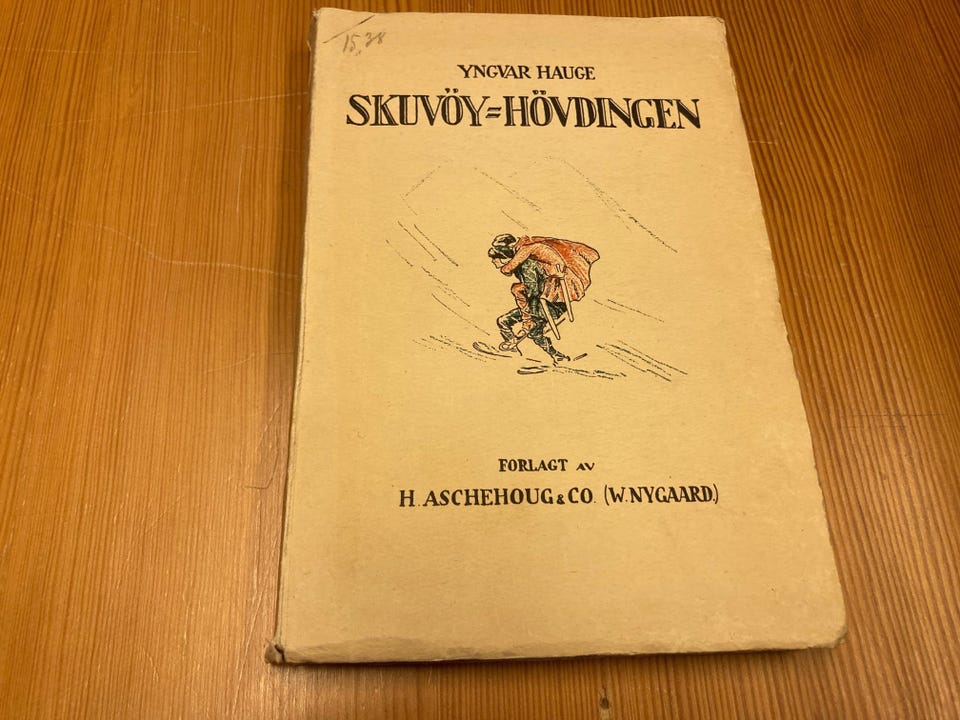 15,38
YNGVAR HAUGE
SKUVÖY=HÖVDINGEN
FORLAGT AV
H. ASCHEHOUG & CO. (W. NYGAARD.)